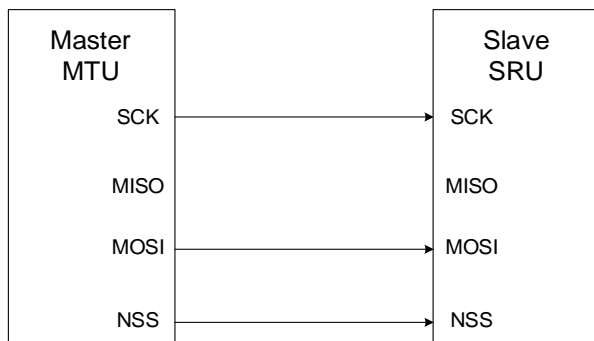 Master
MTU
Slave
SRU
SCK
SCK
MISO
MISO
MOSI
MOSI
NSS
NSS